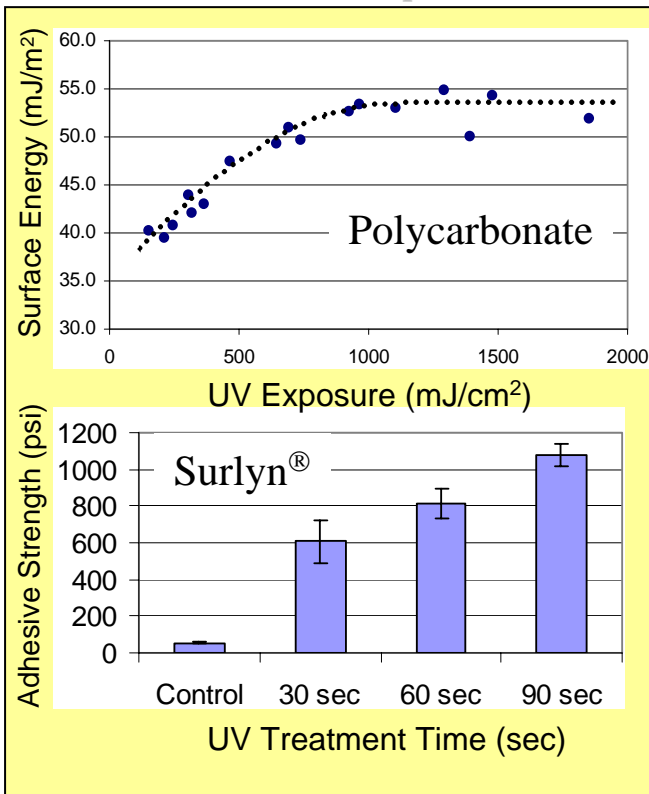 60.0
55.0
50.0
45.0
40.0
35.0
30.0
Surface Energy (mJ/m²)
Polycarbonate
0 500 1000 1500 2000
UV Exposure (mJ/cm²)
1200
1000
800
600
400
200
0
Adhesive Strength (psi)
Surlyn®
Control 30 sec 60 sec 90 sec
UV Treatment Time (sec)